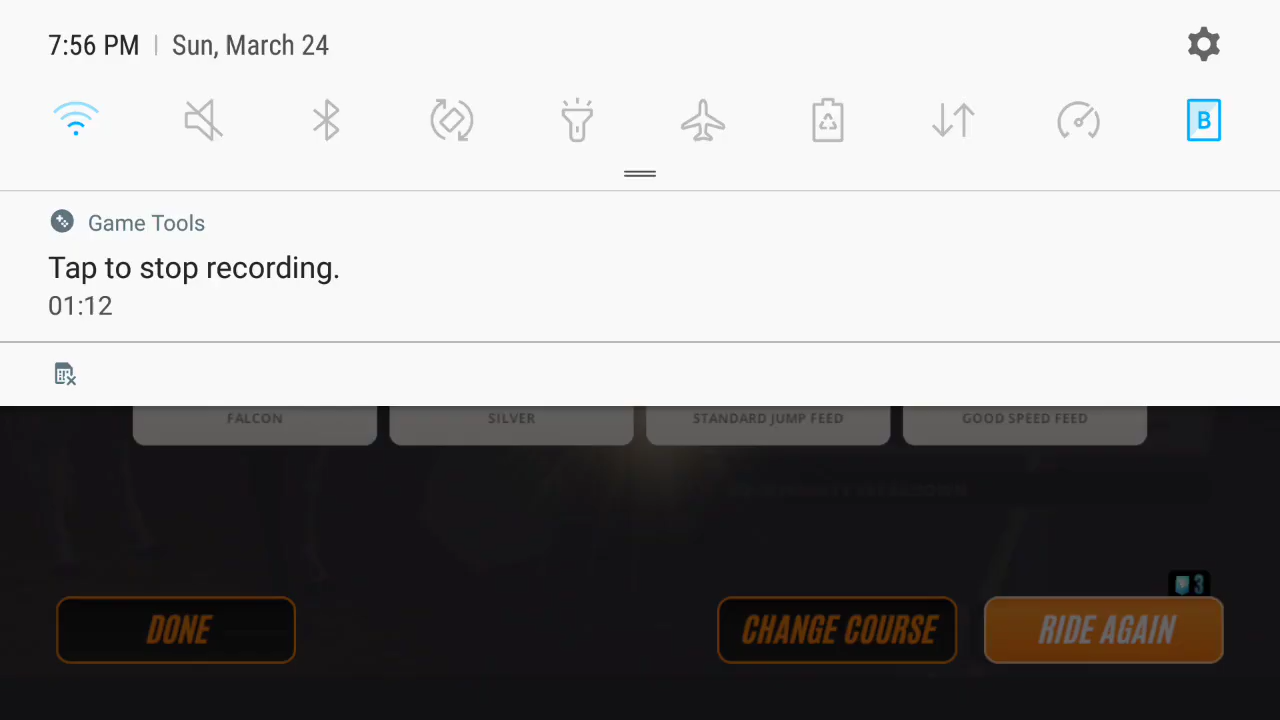 7:56 PM | Sun, March 24
B
Game Tools
Tap to stop recording.
01:12
FALCON
SILVER
STANDARD JUMP FEED
GOOD SPEED FEED
3
DONE
CHANGE COURSE
RIDE AGAIN